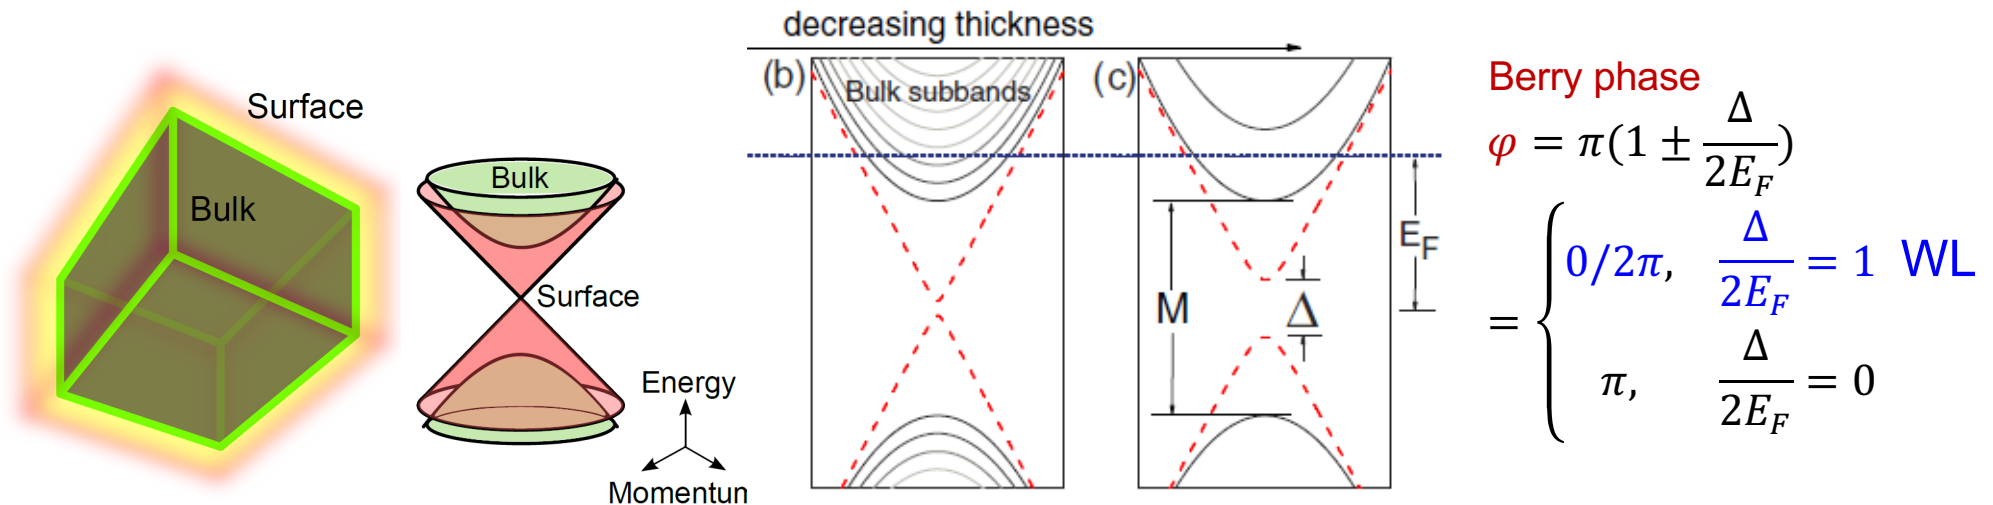 Surface
Bulk
Bulk
Surface
Energy
Momentun
decreasing thickness
(b)
Bulk subbands
(c)
M
Δ
E_F
Berry phase
φ = π(1 ± Δ/2E_F)
= { 0/2π, Δ/2E_F = 1 WL
π, Δ/2E_F = 0